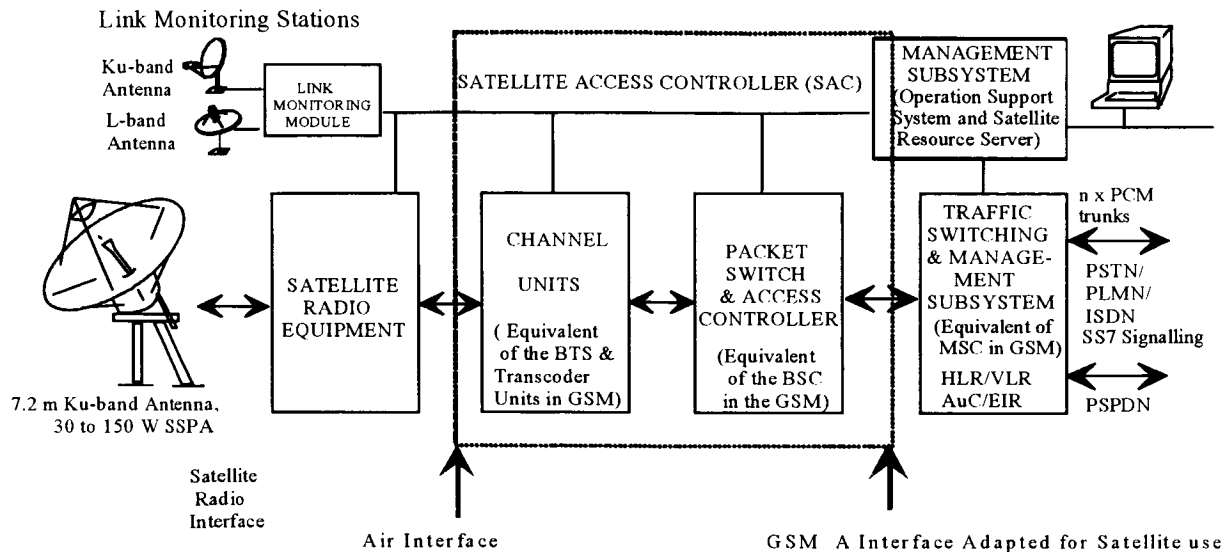 Link Monitoring Stations
Ku-band
Antenna
L-band
Antenna
LINK
MONITORING
MODULE
SATELLITE ACCESS CONTROLLER (SAC)
MANAGEMENT
SUBSYSTEM
(Operation Support
System and Satellite
Resource Server)
7.2 m Ku-band Antenna,
30 to 150 W SSPA
SATELLITE
RADIO
EQUIPMENT
CHANNEL
UNITS
( Equivalent
of the BTS &
Transcoder
Units in GSM)
PACKET
SWITCH
& ACCESS
CONTROLLER
(Equivalent
of the BSC
in the GSM)
TRAFFIC
SWITCHING
& MANAGE-
MENT
SUBSYSTEM
(Equivalent of
MSC in GSM)
HLR/VLR
AuC/EIR
n x PCM
trunks
PSTN/
PLMN/
ISDN
SS7 Signalling
PSPDN
Satellite
Radio
Interface
Air Interface
GSM A Interface Adapted for Satellite use